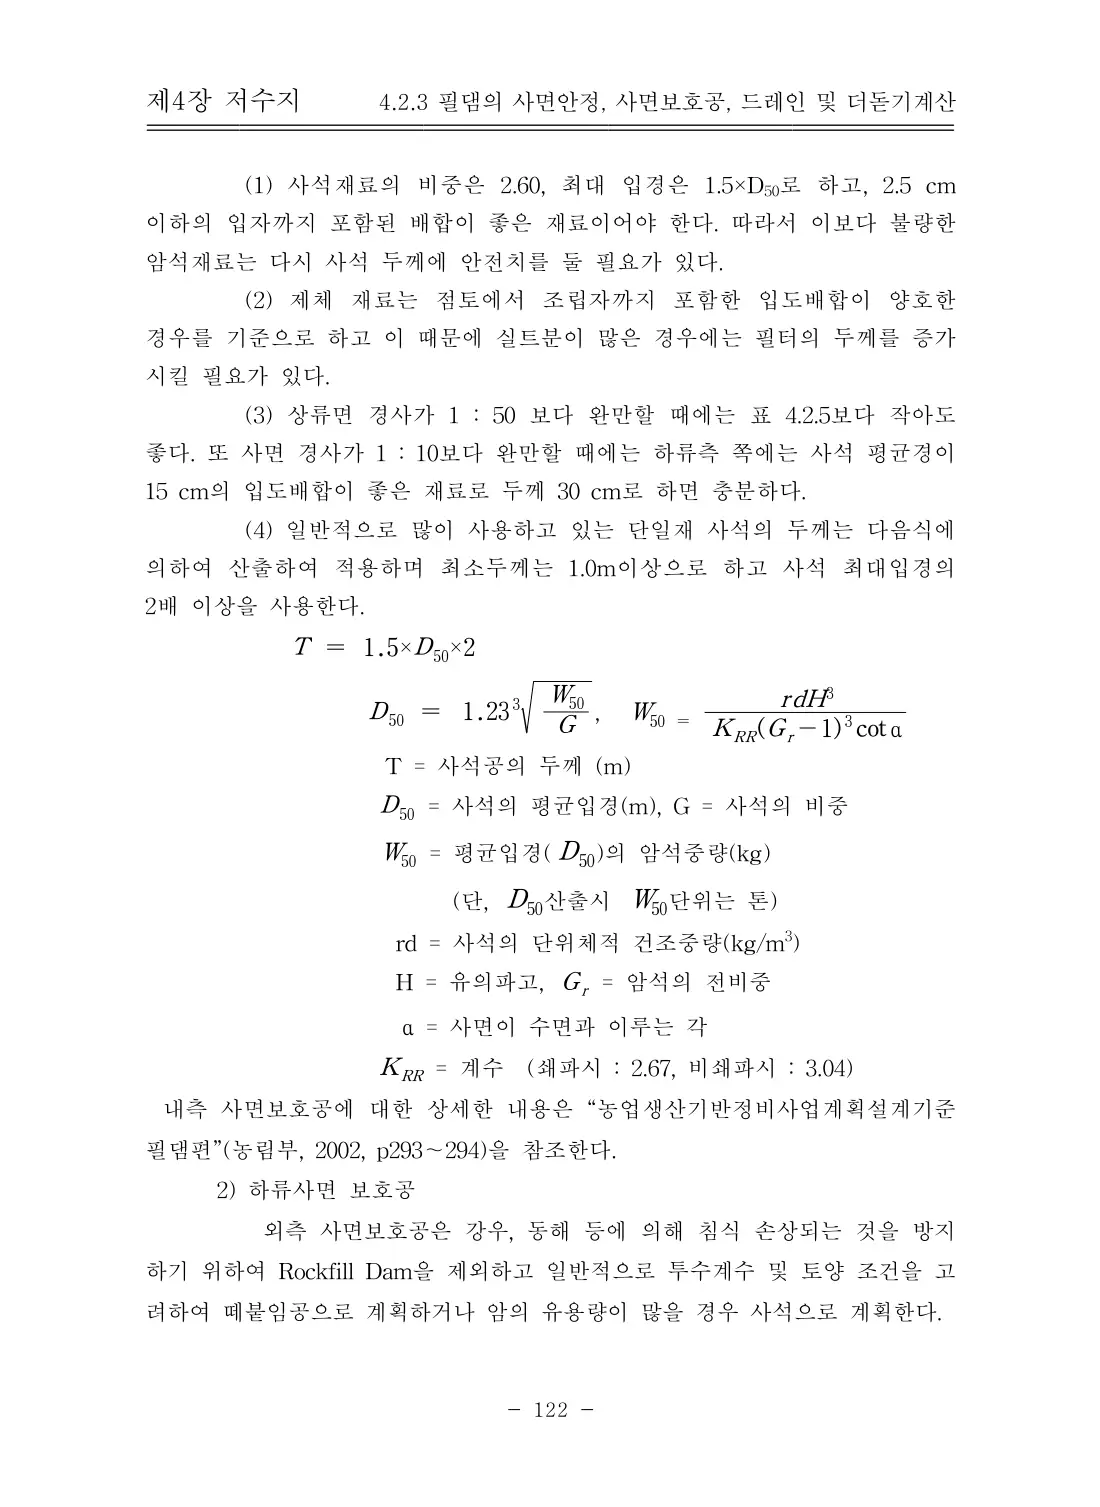 제4장 저수지 4.2.3 필댐의 사면안정, 사면보호공, 드레인 및 더돋기계산
(1) 사석재료의 비중은 2.60, 최대 입경은 1.5×D₅₀로 하고, 2.5 cm
이하의 입자까지 포함된 배합이 좋은 재료이어야 한다. 따라서 이보다 불량한
암석재료는 다시 사석 두께에 안전치를 둘 필요가 있다.
(2) 제체 재료는 점토에서 조립자까지 포함한 입도배합이 양호한
경우를 기준으로 하고 이 때문에 실트분이 많은 경우에는 필터의 두께를 증가
시킬 필요가 있다.
(3) 상류면 경사가 1 : 50 보다 완만할 때에는 표 4.2.5보다 작아도
좋다. 또 사면 경사가 1 : 10보다 완만할 때에는 하류측 쪽에는 사석 평균경이
15 cm의 입도배합이 좋은 재료로 두께 30 cm로 하면 충분하다.
(4) 일반적으로 많이 사용하고 있는 단일재 사석의 두께는 다음식에
의하여 산출하여 적용하며 최소두께는 1.0m이상으로 하고 사석 최대입경의
2배 이상을 사용한다.
T = 1.5×D₅₀×2
D₅₀ = 1.23 ³√(W₅₀/G), W₅₀ = rdH³/(K_RR(G_r−1)³cotα)
T = 사석공의 두께 (m)
D₅₀ = 사석의 평균입경(m), G = 사석의 비중
W₅₀ = 평균입경( D₅₀)의 암석중량(kg)
(단, D₅₀산출시 W₅₀단위는 톤)
rd = 사석의 단위체적 건조중량(kg/m³)
H = 유의파고, G_r = 암석의 전비중
α = 사면이 수면과 이루는 각
K_RR = 계수 (쇄파시 : 2.67, 비쇄파시 : 3.04)
내측 사면보호공에 대한 상세한 내용은 “농업생산기반정비사업계획설계기준
필댐편”(농림부, 2002, p293～294)을 참조한다.
2) 하류사면 보호공
외측 사면보호공은 강우, 동해 등에 의해 침식 손상되는 것을 방지
하기 위하여 Rockfill Dam을 제외하고 일반적으로 투수계수 및 토양 조건을 고
려하여 떼붙임공으로 계획하거나 암의 유용량이 많을 경우 사석으로 계획한다.
- 122 -